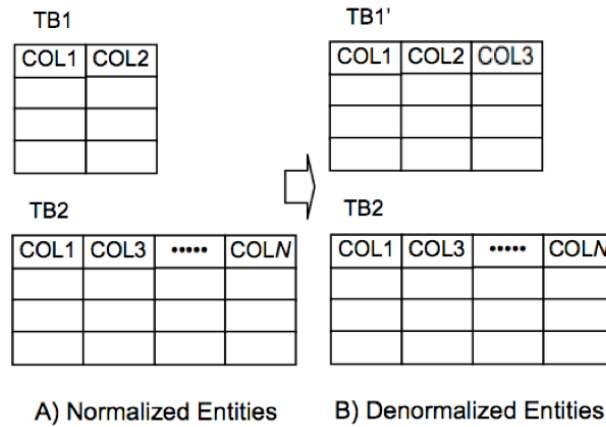 TB1
COL1 COL2
TB2
COL1 COL3 ••••• COLN
A) Normalized Entities
TB1’
COL1 COL2 COL3
TB2
COL1 COL3 ••••• COLN
B) Denormalized Entities